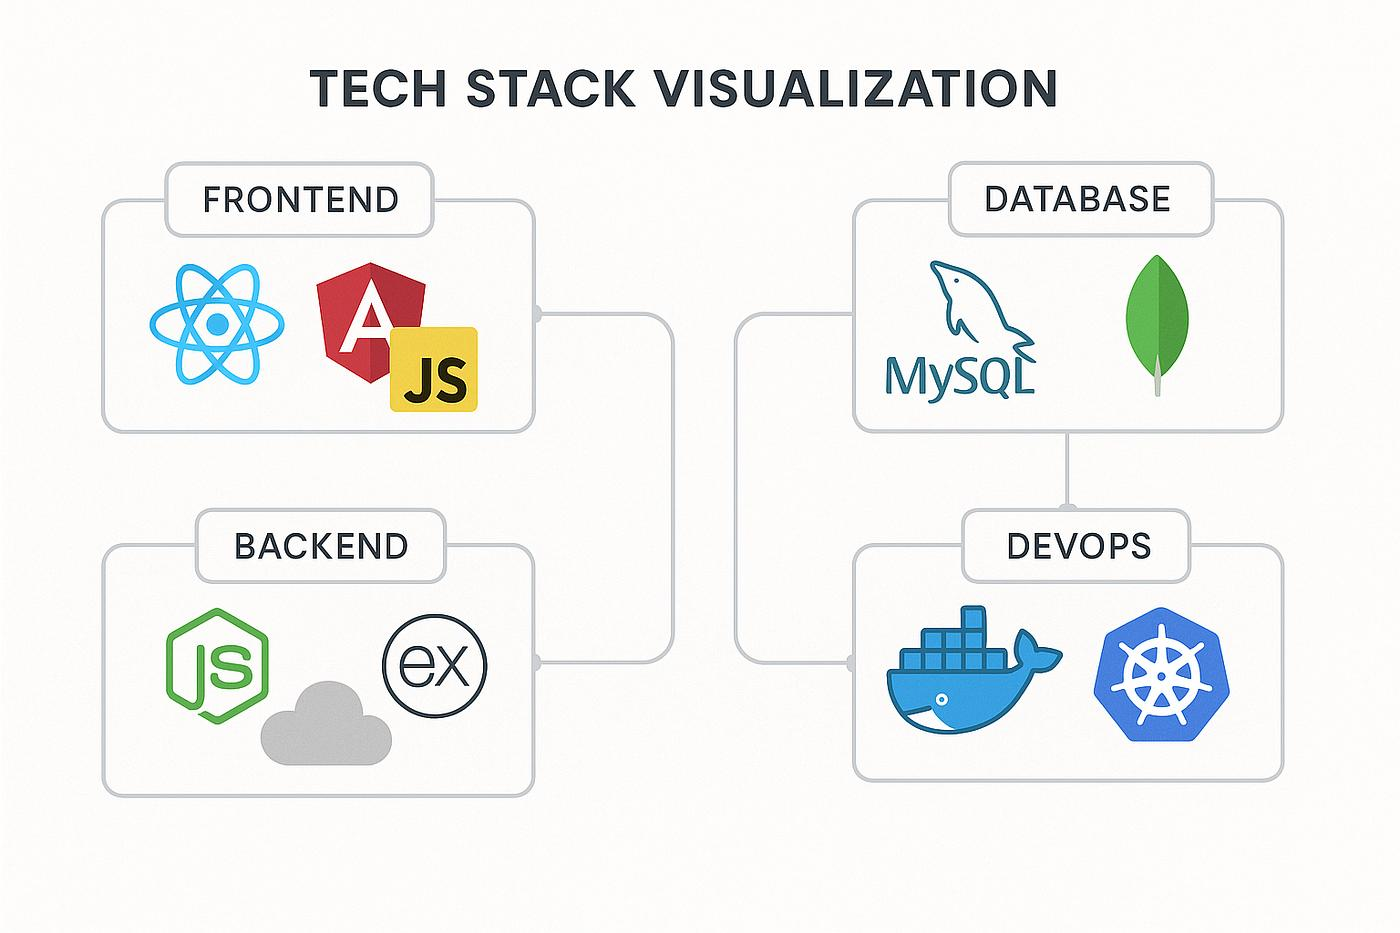 TECH STACK VISUALIZATION
FRONTEND
A
JS
DATABASE
MySQL
BACKEND
JS
ex
DEVOPS